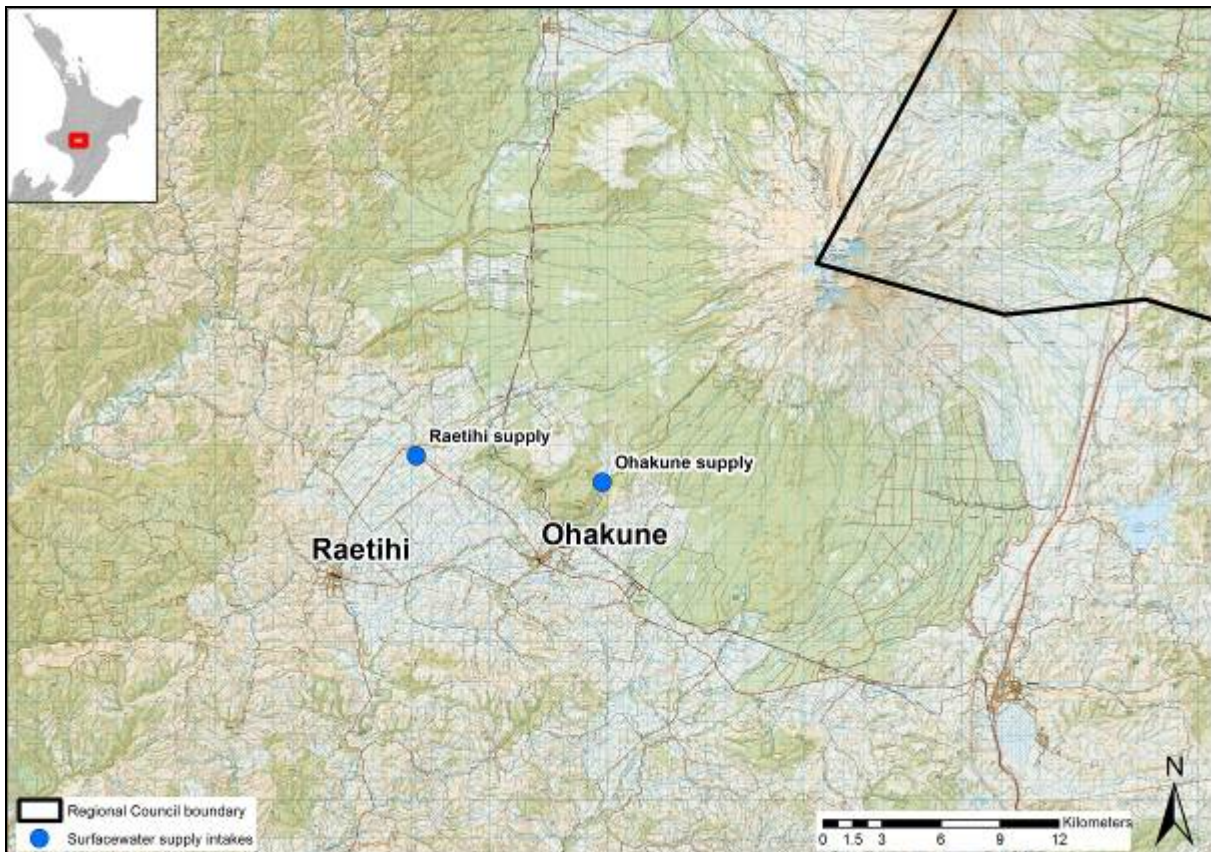 Raetihi supply
Ohakune supply
Ohakune
Raetihi
N
Regional Council boundary
Surfacewater supply intakes
Kilometers
0 1.5 3 6 9 12